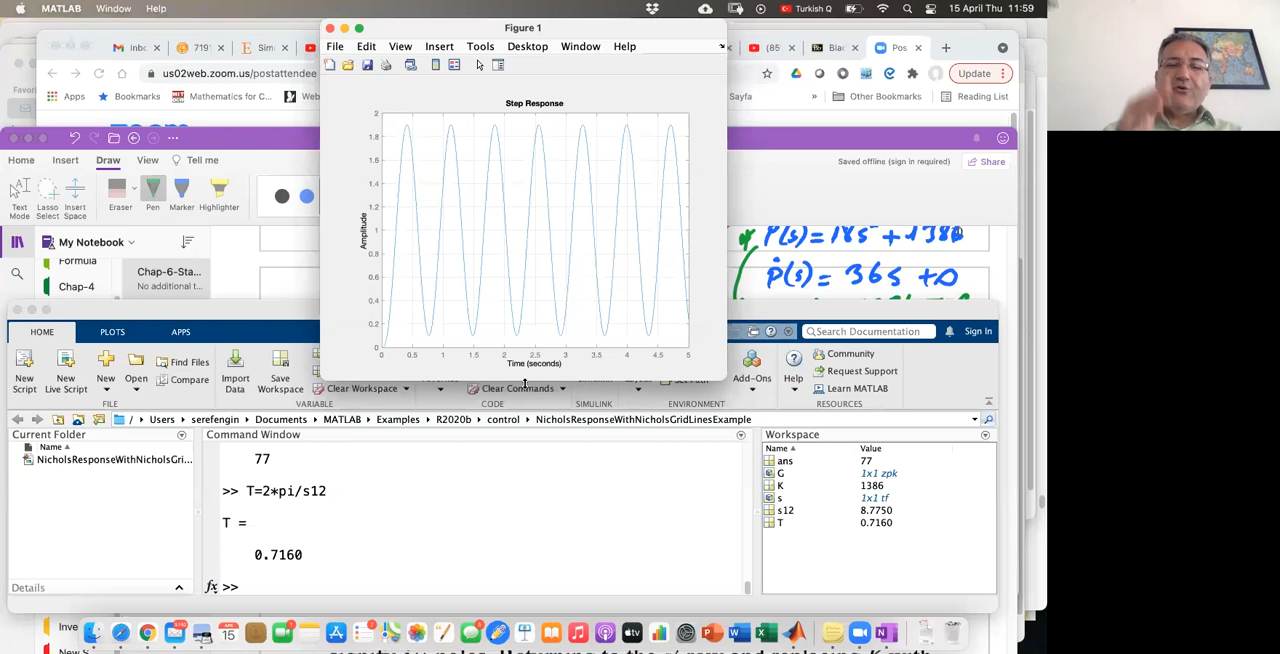 MATLAB Window Help
Turkish Q 15 April Thu 11:59
Figure 1
File Edit View Insert Tools Desktop Window Help
Inbc 719 Sim
(85 Blac Pos
us02web.zoom.us/postattendee
Update
Apps Bookmarks Mathematics for C...
Sayfa » Other Bookmarks Reading List
Step Response
Amplitude
2
1.8
1.6
1.4
1.2
1
0.8
0.6
0.4
0.2
0
0 0.5 1 1.5 2 2.5 3 3.5 4 4.5 5
Time (seconds)
Saved offline (sign in required) Share
Home Insert Draw View Tell me
Text Mode
Lasso Select
Insert Space
Eraser Pen Marker Highlighter
My Notebook
Formula
Chap-4
Chap-6-Sta...
No additional t...
P(s)=18s²+1386
Ṗ(s)= 36s +0
HOME PLOTS APPS
Search Documentation Sign In
New Script
New Live Script
New
Open
Find Files
Compare
Import Data
Save Workspace
Clear Workspace
Clear Commands
Add-Ons
Help
Community
Request Support
Learn MATLAB
FILE VARIABLE CODE SIMULINK ENVIRONMENT RESOURCES
/ Users serefengin Documents MATLAB Examples R2020b control NicholsResponseWithNicholsGridLinesExample
Current Folder
Name
NicholsResponseWithNicholsGri...
Details
Command Window
77
>> T=2*pi/s12
T =
0.7160
fx >>
Workspace
Name Value
ans 77
G 1x1 zpk
K 1386
s 1x1 tf
s12 8.7750
T 0.7160